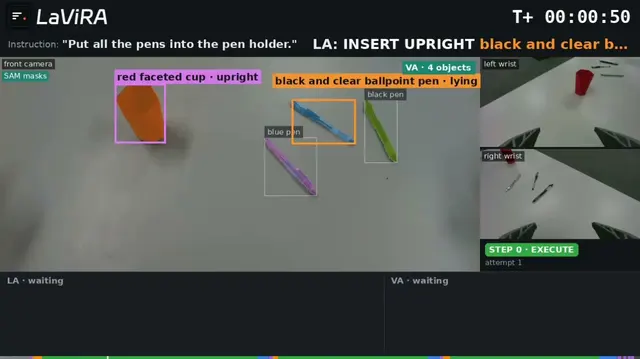 LaViRA
T+ 00:00:50
Instruction: "Put all the pens into the pen holder."
LA: INSERT UPRIGHT black and clear b...
front camera
SAM masks
VA · 4 objects
left wrist
red faceted cup · upright
black and clear ballpoint pen · lying
black pen
blue pen
right wrist
STEP 0 · EXECUTE
attempt 1
LA · waiting
VA · waiting